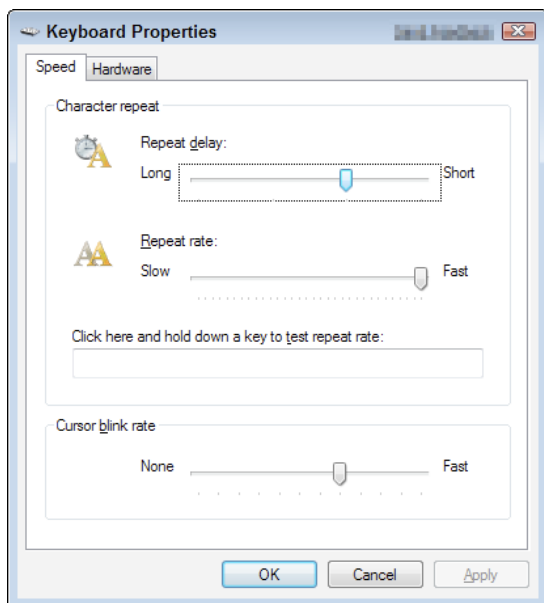 Keyboard Properties
Speed Hardware
Character repeat
Repeat delay:
Long Short
Repeat rate:
Slow Fast
Click here and hold down a key to test repeat rate:
Cursor blink rate
None Fast
OK Cancel Apply